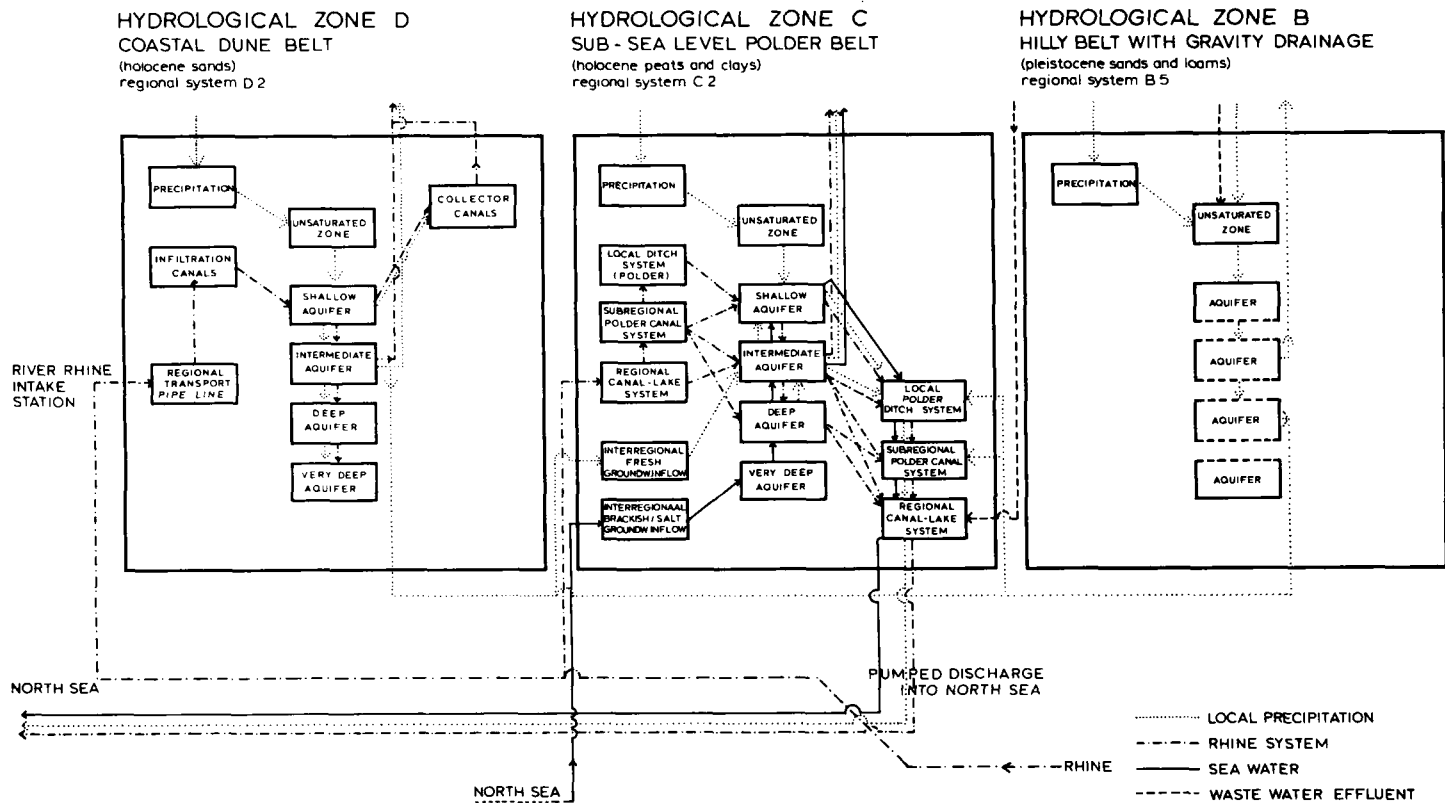 HYDROLOGICAL ZONE D
COASTAL DUNE BELT
(holocene sands)
regional system D2
PRECIPITATION
UNSATURATED
ZONE
COLLECTOR
CANALS
INFILTRATION
CANALS
SHALLOW
AQUIFER
INTERMEDIATE
AQUIFER
REGIONAL
TRANSPORT
PIPE LINE
DEEP
AQUIFER
VERY DEEP
AQUIFER
RIVER RHINE
INTAKE
STATION
HYDROLOGICAL ZONE C
SUB-SEA LEVEL POLDER BELT
(holocene peats and clays)
regional system C2
PRECIPITATION
UNSATURATED
ZONE
LOCAL DITCH
SYSTEM
(POLDER)
SHALLOW
AQUIFER
SUBREGIONAL
POLDER CANAL
SYSTEM
INTERMEDIATE
AQUIFER
REGIONAL
CANAL-LAKE
SYSTEM
DEEP
AQUIFER
INTERREGIONAL
FRESH
GROUNDW.INFLOW
VERY DEEP
AQUIFER
INTERREGIONAAL
BRACKISH/SALT
GROUNDW INFLOW
LOCAL
POLDER
DITCH SYSTEM
SUBREGIONAL
POLDER CANAL
SYSTEM
REGIONAL
CANAL-LAKE
SYSTEM
HYDROLOGICAL ZONE B
HILLY BELT WITH GRAVITY DRAINAGE
(pleistocene sands and loams)
regional system B5
PRECIPITATION
UNSATURATED
ZONE
AQUIFER
AQUIFER
AQUIFER
AQUIFER
NORTH SEA
PUMPED DISCHARGE
INTO NORTH SEA
NORTH SEA
RHINE
LOCAL PRECIPITATION
RHINE SYSTEM
SEA WATER
WASTE WATER EFFLUENT